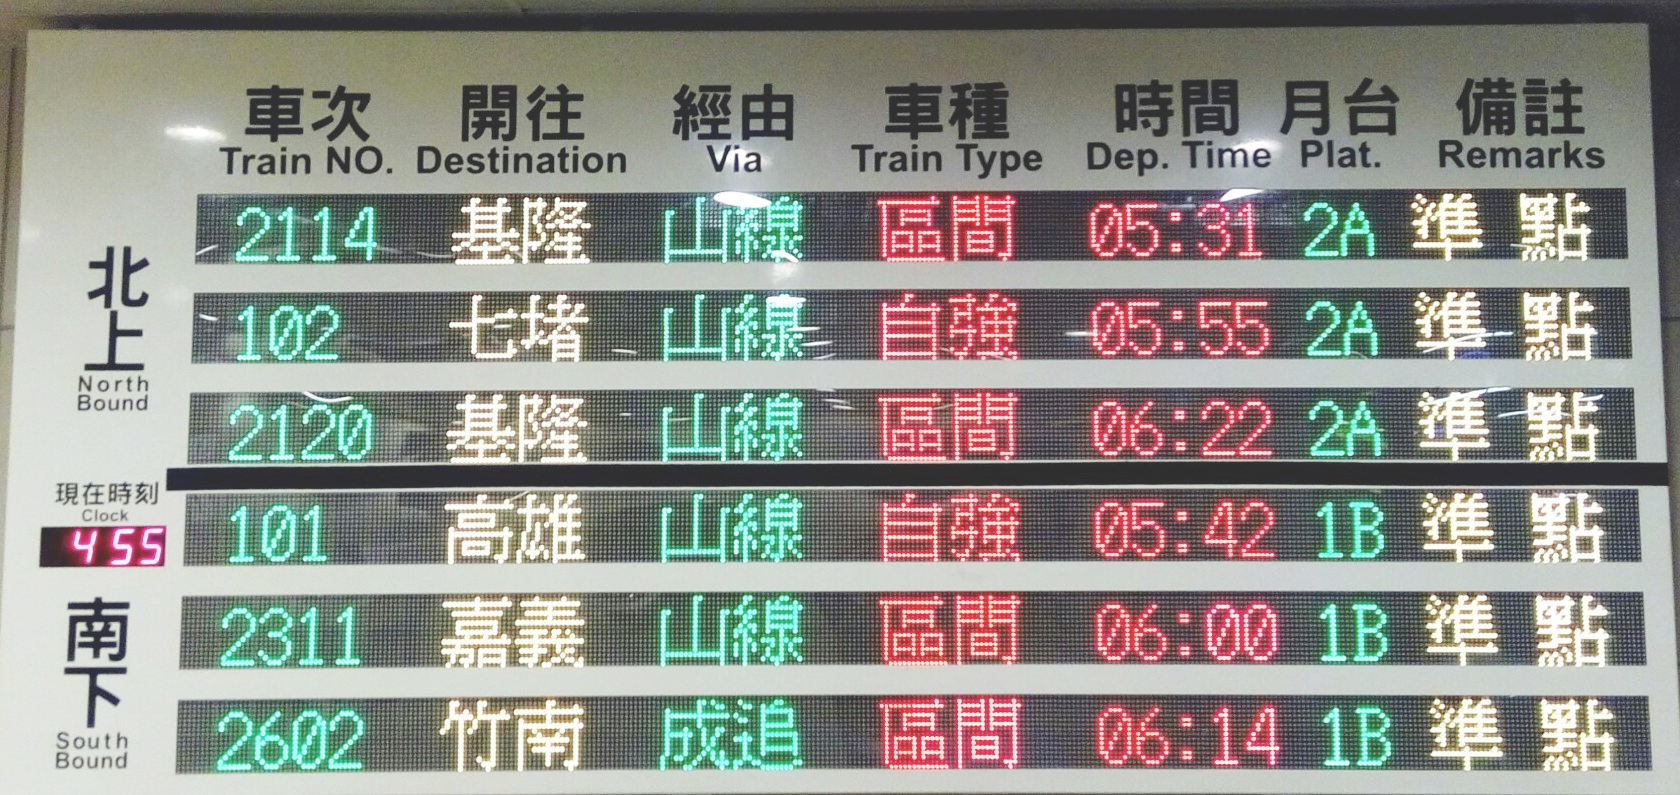 車次 開往 經由 車種 時間 月台 備註
Train NO. Destination Via Train Type Dep. Time Plat. Remarks
北上
North
Bound
2114 基隆 山線 區間 05:31 2A 準點
102 七堵 山線 自強 05:55 2A 準點
2120 基隆 山線 區間 06:22 2A 準點
現在時刻
Clock
4 55
101 高雄 山線 自強 05:42 1B 準點
南下
South
Bound
2311 嘉義 山線 區間 06:00 1B 準點
2602 竹南 成追 區間 06:14 1B 準點